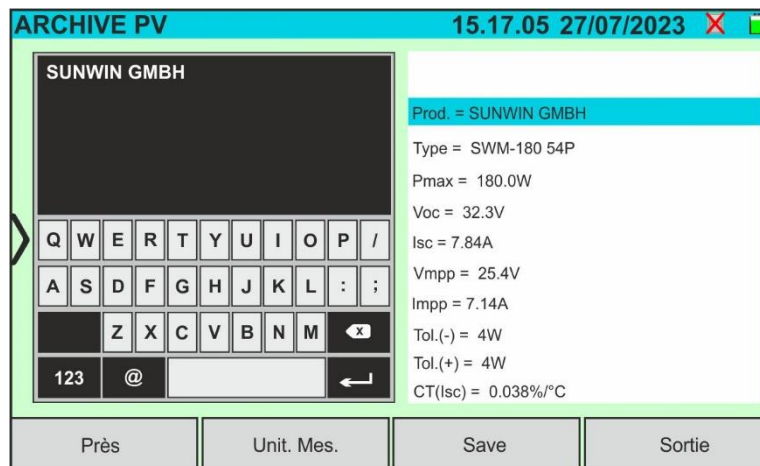 ARCHIVE PV 15.17.05 27/07/2023
SUNWIN GMBH
Q W E R T Y U I O P /
A S D F G H J K L : ;
Z X C V B N M x
123 @
Prod. = SUNWIN GMBH
Type = SWM-180 54P
Pmax = 180.0W
Voc = 32.3V
Isc = 7.84A
Vmpp = 25.4V
Impp = 7.14A
Tol.(-) = 4W
Tol.(+) = 4W
CT(Isc) = 0.038%/°C
Près Unit. Mes. Save Sortie